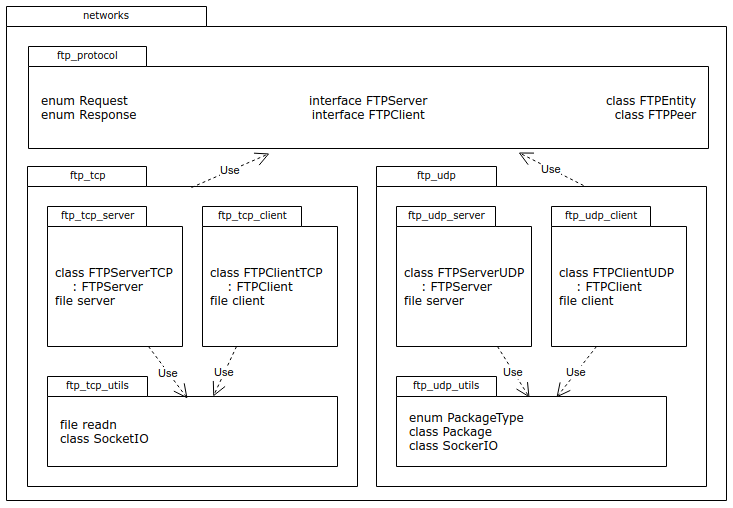 networks
ftp_protocol
enum Request
enum Response
interface FTPServer
interface FTPClient
class FTPEntity
class FTPPeer
Use
Use
ftp_tcp
ftp_tcp_server
class FTPServerTCP
: FTPServer
file server
ftp_tcp_client
class FTPClientTCP
: FTPClient
file client
Use
Use
ftp_tcp_utils
file readn
class SocketIO
ftp_udp
ftp_udp_server
class FTPServerUDP
: FTPServer
file server
ftp_udp_client
class FTPClientUDP
: FTPClient
file client
Use
Use
ftp_udp_utils
enum PackageType
class Package
class SockerIO